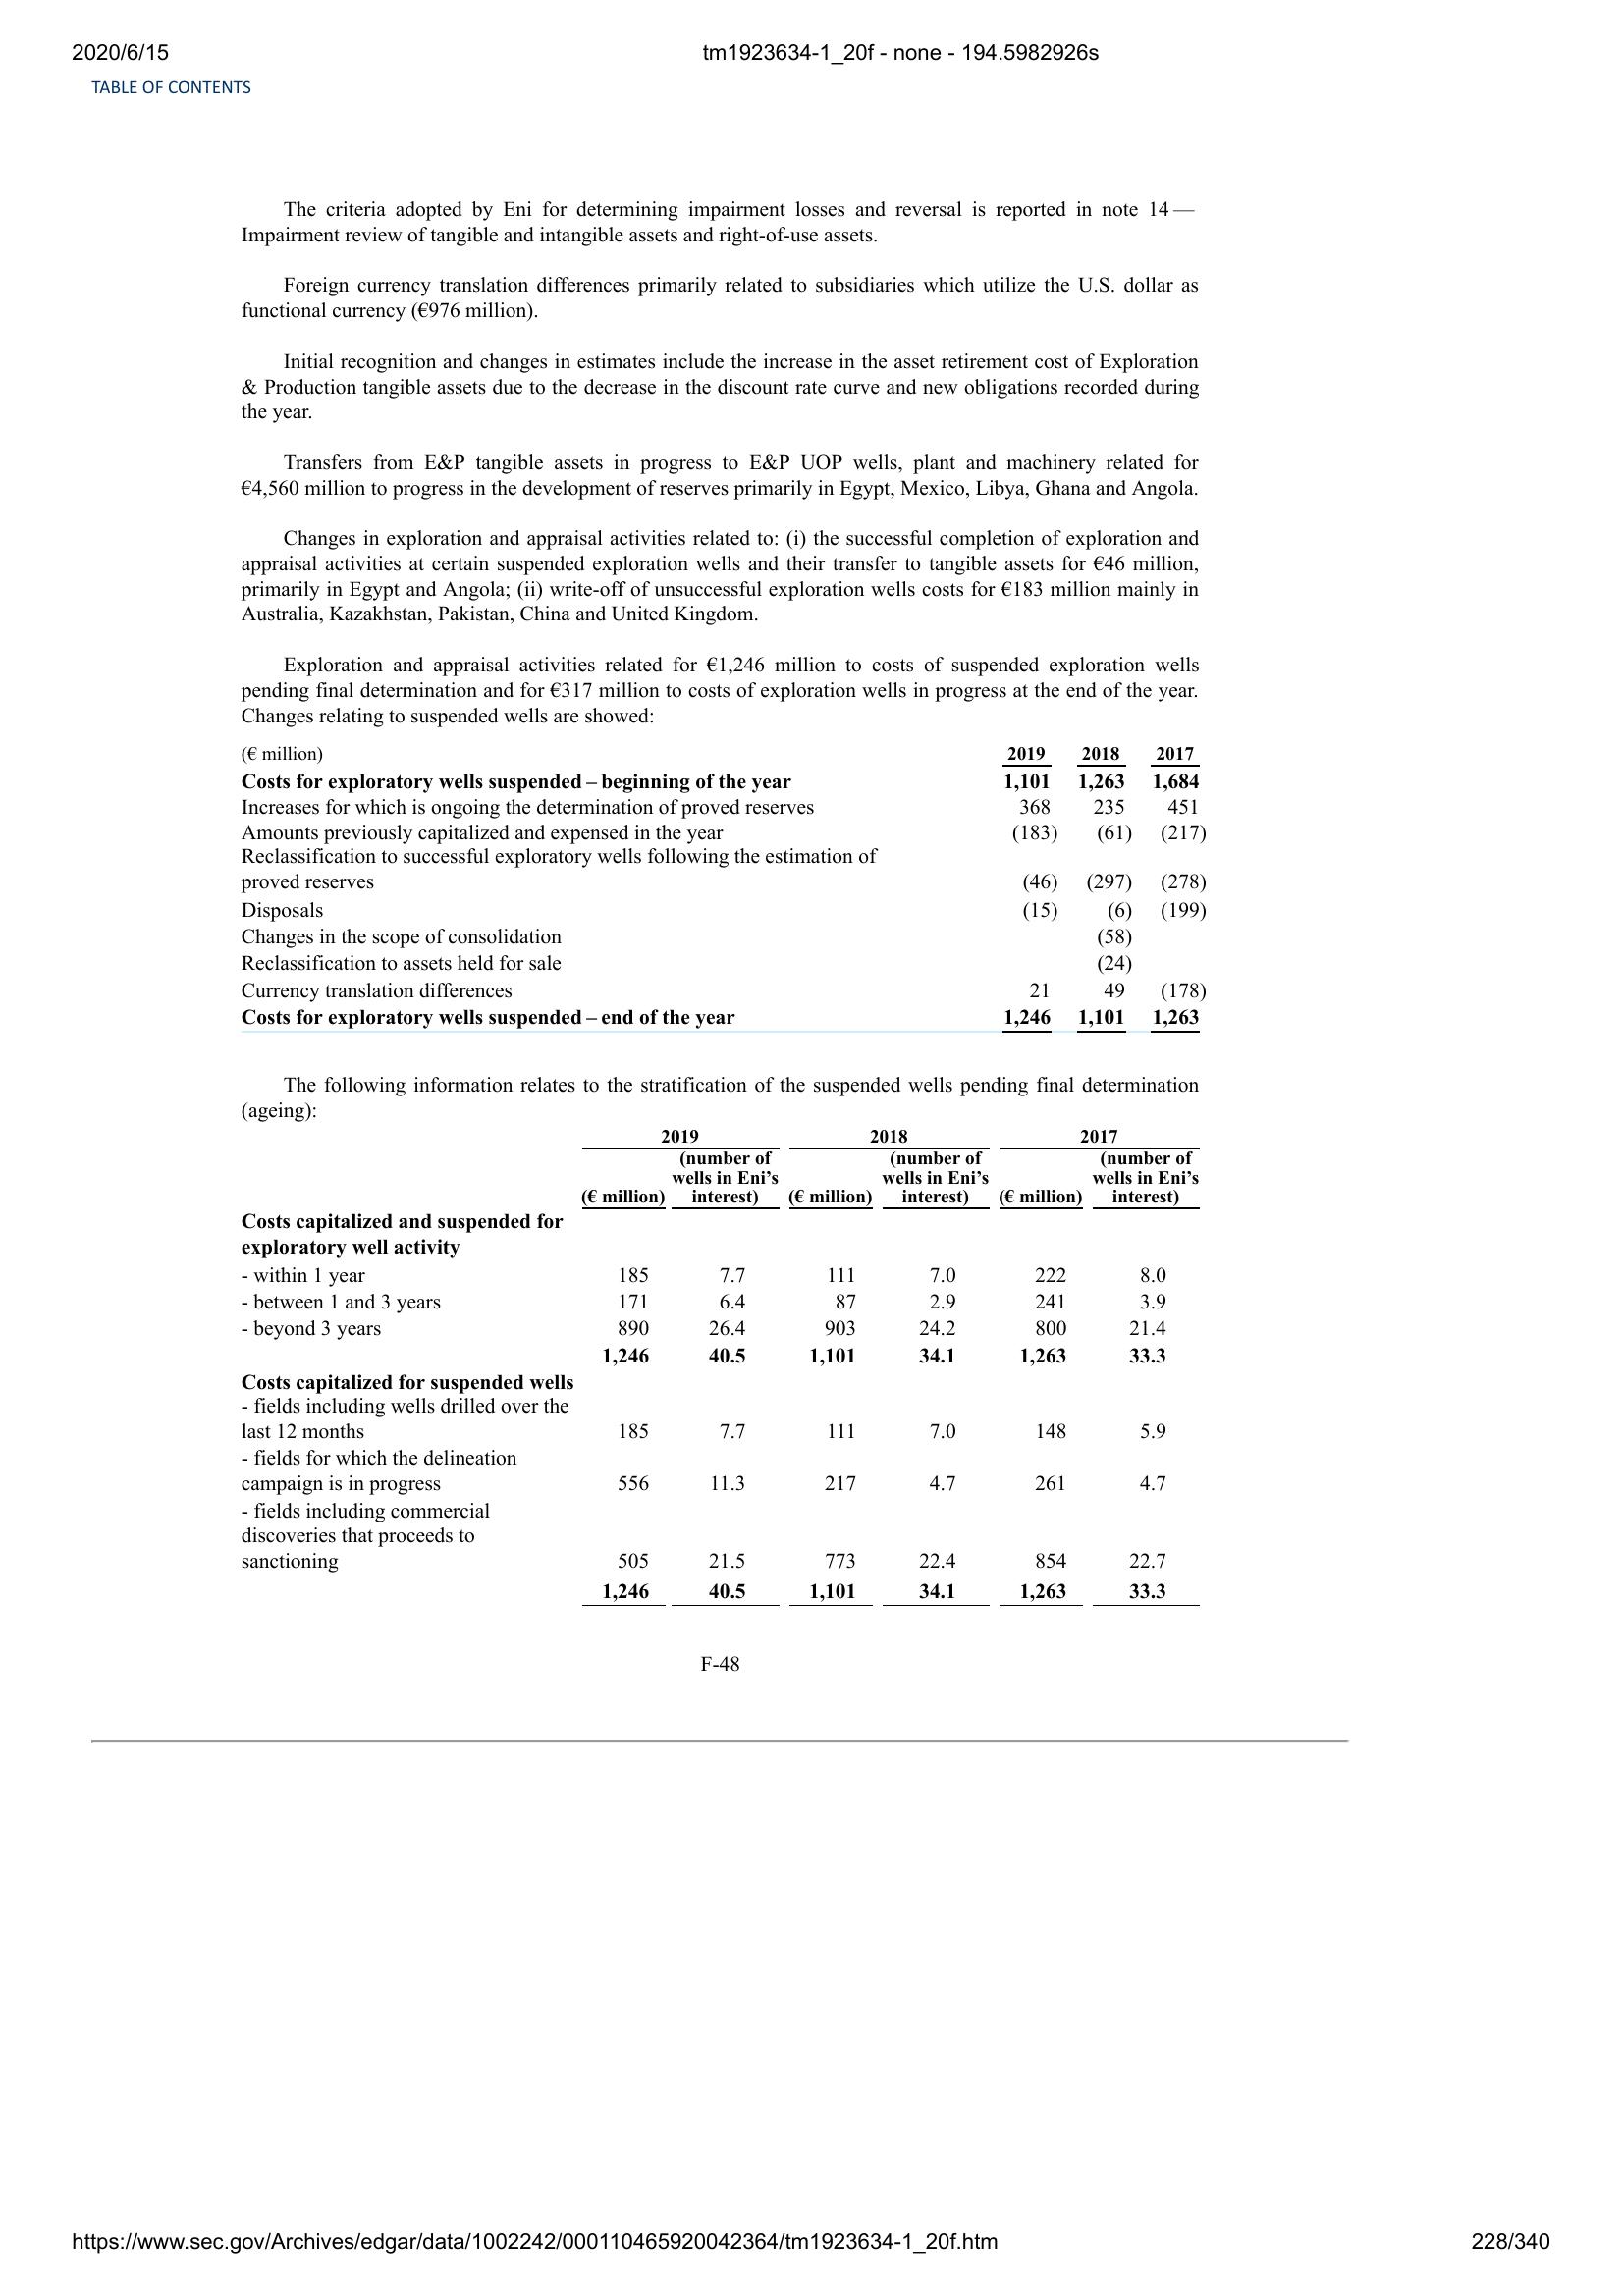 2020/6/15 tm1923634-1_20f - none - 194.5982926s
TABLE OF CONTENTS
The criteria adopted by Eni for determining impairment losses and reversal is reported in note 14 —
Impairment review of tangible and intangible assets and right-of-use assets.
Foreign currency translation differences primarily related to subsidiaries which utilize the U.S. dollar as
functional currency (€976 million).
Initial recognition and changes in estimates include the increase in the asset retirement cost of Exploration
& Production tangible assets due to the decrease in the discount rate curve and new obligations recorded during
the year.
Transfers from E&P tangible assets in progress to E&P UOP wells, plant and machinery related for
€4,560 million to progress in the development of reserves primarily in Egypt, Mexico, Libya, Ghana and Angola.
Changes in exploration and appraisal activities related to: (i) the successful completion of exploration and
appraisal activities at certain suspended exploration wells and their transfer to tangible assets for €46 million,
primarily in Egypt and Angola; (ii) write-off of unsuccessful exploration wells costs for €183 million mainly in
Australia, Kazakhstan, Pakistan, China and United Kingdom.
Exploration and appraisal activities related for €1,246 million to costs of suspended exploration wells
pending final determination and for €317 million to costs of exploration wells in progress at the end of the year.
Changes relating to suspended wells are showed:
(€ million) 2019 2018 2017
Costs for exploratory wells suspended – beginning of the year 1,101 1,263 1,684
Increases for which is ongoing the determination of proved reserves 368 235 451
Amounts previously capitalized and expensed in the year (183) (61) (217)
Reclassification to successful exploratory wells following the estimation of
proved reserves (46) (297) (278)
Disposals (15) (6) (199)
Changes in the scope of consolidation (58)
Reclassification to assets held for sale (24)
Currency translation differences 21 49 (178)
Costs for exploratory wells suspended – end of the year 1,246 1,101 1,263
The following information relates to the stratification of the suspended wells pending final determination
(ageing):
2019 2018 2017
(number of (number of (number of
wells in Eni’s wells in Eni’s wells in Eni’s
(€ million) interest) (€ million) interest) (€ million) interest)
Costs capitalized and suspended for
exploratory well activity
- within 1 year 185 7.7 111 7.0 222 8.0
- between 1 and 3 years 171 6.4 87 2.9 241 3.9
- beyond 3 years 890 26.4 903 24.2 800 21.4
1,246 40.5 1,101 34.1 1,263 33.3
Costs capitalized for suspended wells
- fields including wells drilled over the
last 12 months 185 7.7 111 7.0 148 5.9
- fields for which the delineation
campaign is in progress 556 11.3 217 4.7 261 4.7
- fields including commercial
discoveries that proceeds to
sanctioning 505 21.5 773 22.4 854 22.7
1,246 40.5 1,101 34.1 1,263 33.3
F-48
https://www.sec.gov/Archives/edgar/data/1002242/000110465920042364/tm1923634-1_20f.htm 228/340